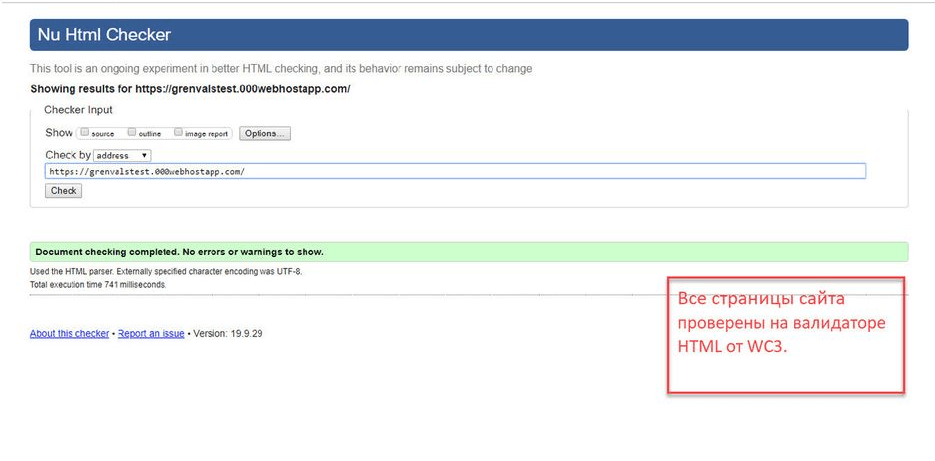 Nu Html Checker
This tool is an ongoing experiment in better HTML checking, and its behavior remains subject to change
Showing results for https://grenvalstest.000webhostapp.com/
Checker Input
Show source outline image report Options...
Check by address
https://grenvalstest.000webhostapp.com/
Check
Document checking completed. No errors or warnings to show.
Used the HTML parser. Externally specified character encoding was UTF-8.
Total execution time 741 milliseconds.
Все страницы сайта
проверены на валидаторе
HTML от WC3.
About this checker • Report an issue • Version: 19.9.29